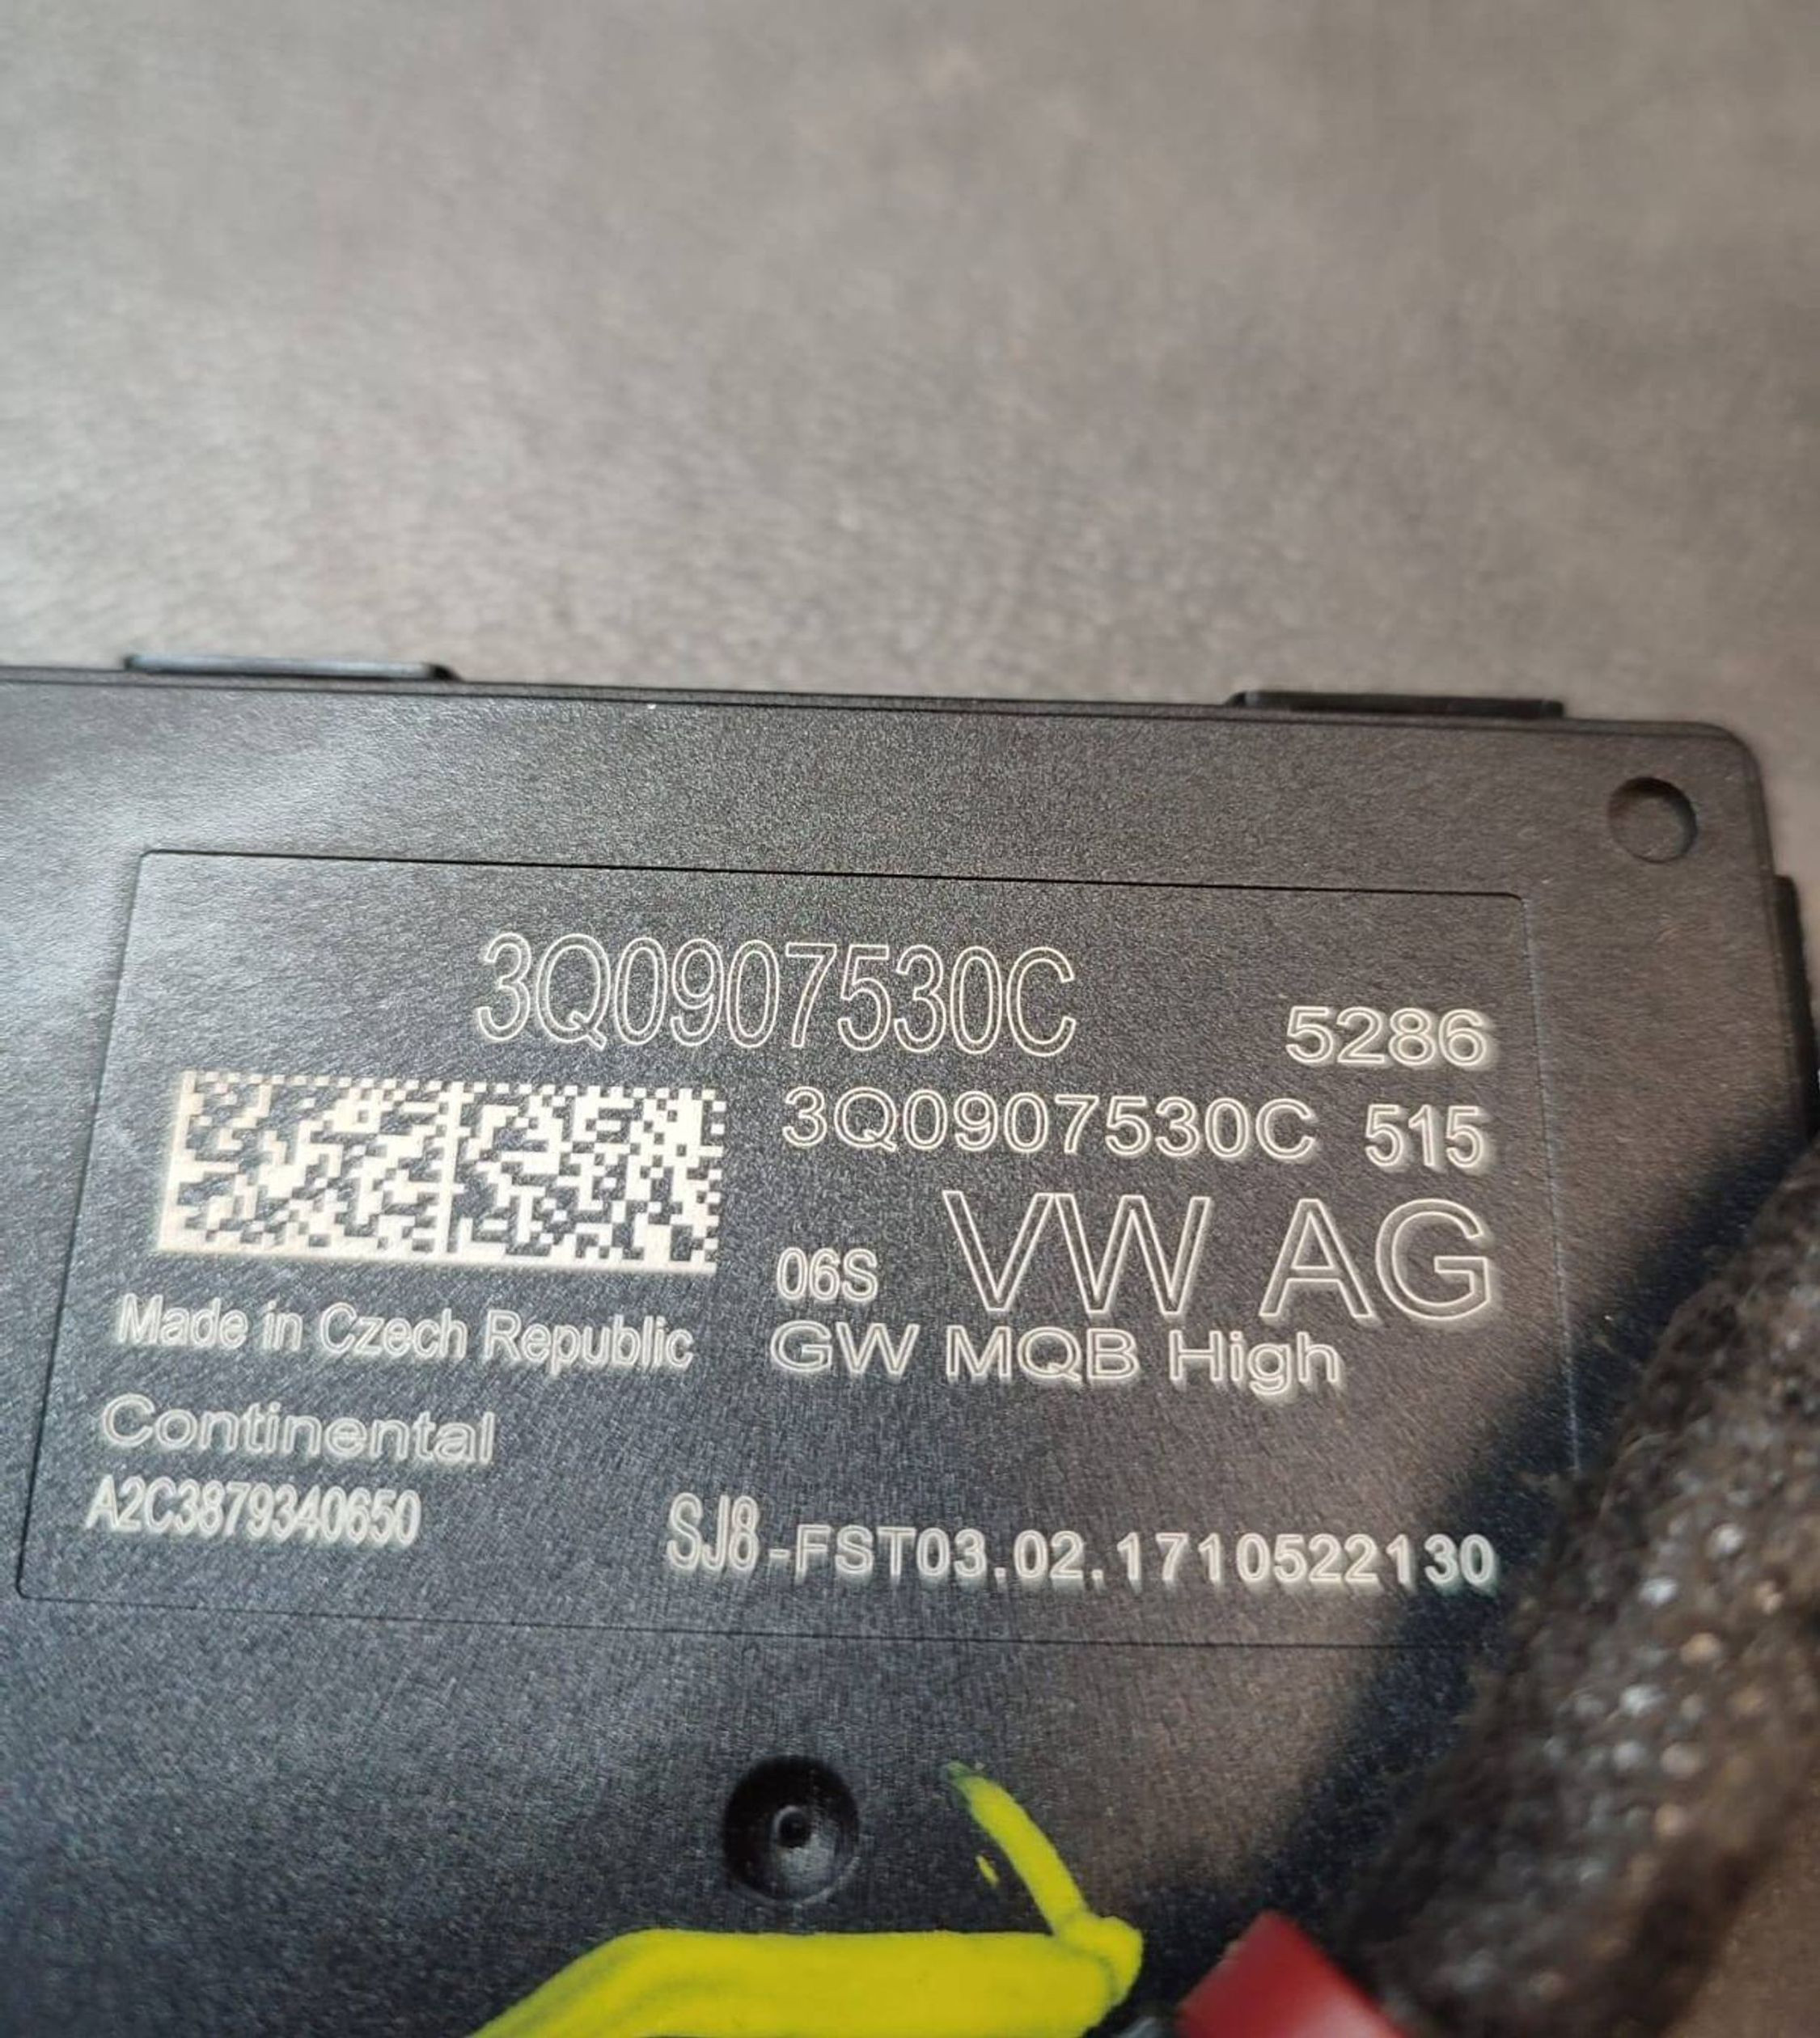 3Q0907530C
5286
3Q0907530C 515
06S VW AG
Made in Czech Republic
GW MQB High
Continental
A2C3879340650
SJ8-FST03.02.1710522130